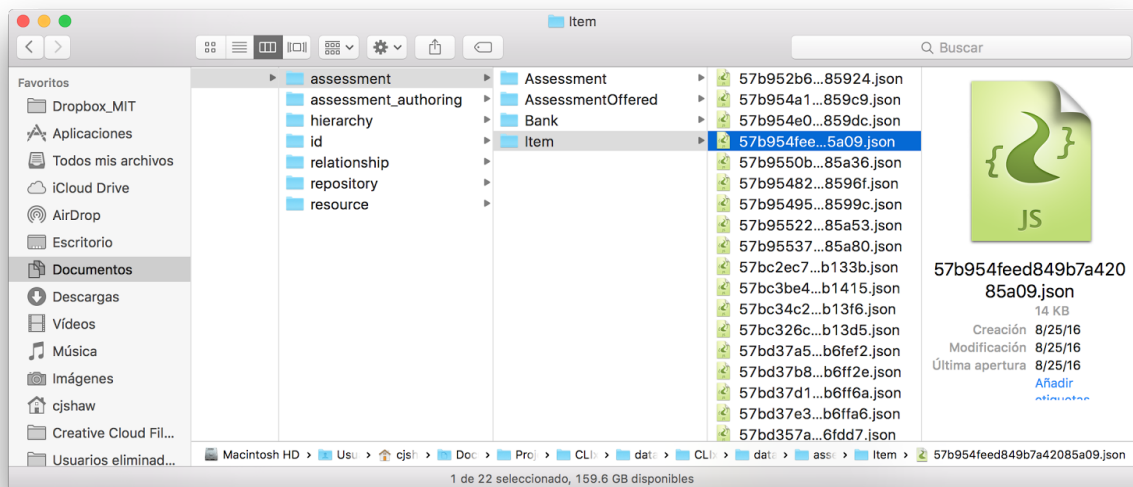 Item
Buscar
Favoritos
Dropbox_MIT
Aplicaciones
Todos mis archivos
iCloud Drive
AirDrop
Escritorio
Documentos
Descargas
Vídeos
Música
Imágenes
cjshaw
Creative Cloud Fil...
Usuarios eliminad...
assessment
assessment_authoring
hierarchy
id
relationship
repository
resource
Assessment
AssessmentOffered
Bank
Item
57b952b6...85924.json
57b954a1...859c9.json
57b954e0...859dc.json
57b954fee...5a09.json
57b9550b...85a36.json
57b95482...8596f.json
57b95495...8599c.json
57b95522...85a53.json
57b95537...85a80.json
57bc2ec7...b133b.json
57bc3be4...b1415.json
57bc34c2...b13f6.json
57bc326c...b13d5.json
57bd37a5...b6fef2.json
57bd37b8...b6ff2e.json
57bd37d1...b6ff6a.json
57bd37e3...b6ffa6.json
57bd357a...6fdd7.json
JS
57b954feed849b7a420
85a09.json
14 KB
Creación 8/25/16
Modificación 8/25/16
Última apertura 8/25/16
Añadir
etiquetas
Macintosh HD › Usu › cjsh › Doc › Proj › CLb › data › CLb › data › asse › Item › 57b954feed849b7a42085a09.json
1 de 22 seleccionado, 159.6 GB disponibles